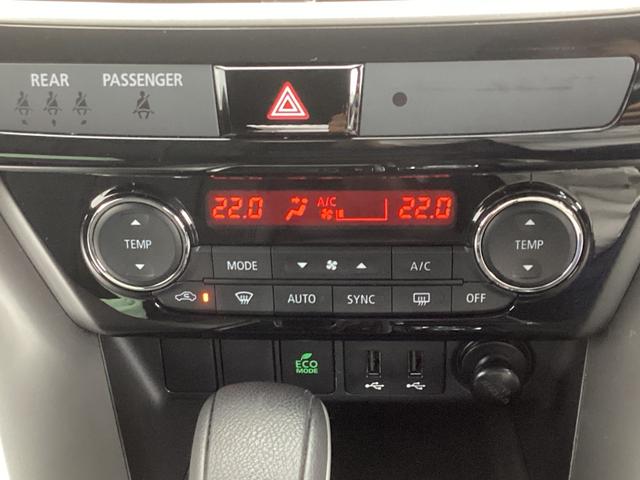 REAR PASSENGER
22.0 A/C 22.0
TEMP TEMP
MODE A/C
AUTO SYNC OFF
ECO
MODE